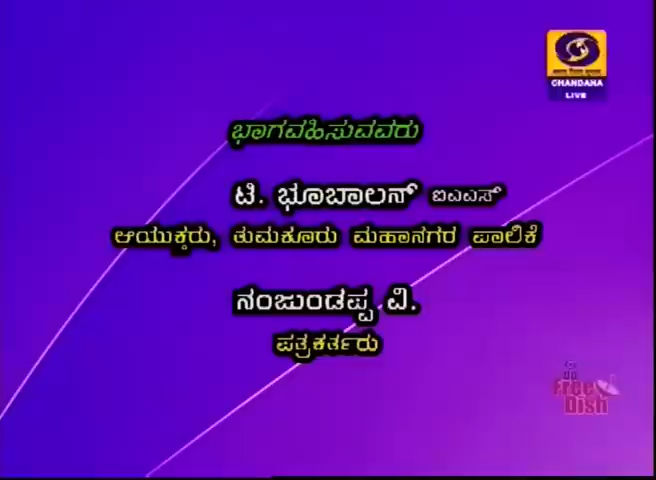 CHANDANA
LIVE
ಭಾಗವಹಿಸುವವರು
ಟಿ. ಭೂಬಾಲನ್ ಐಎಎಸ್
ಆಯುಕ್ತರು, ತುಮಕೂರು ಮಹಾನಗರ ಪಾಲಿಕೆ
ನಂಜುಂಡಪ್ಪ ವಿ.
ಪತ್ರಕರ್ತರು
Free
Dish